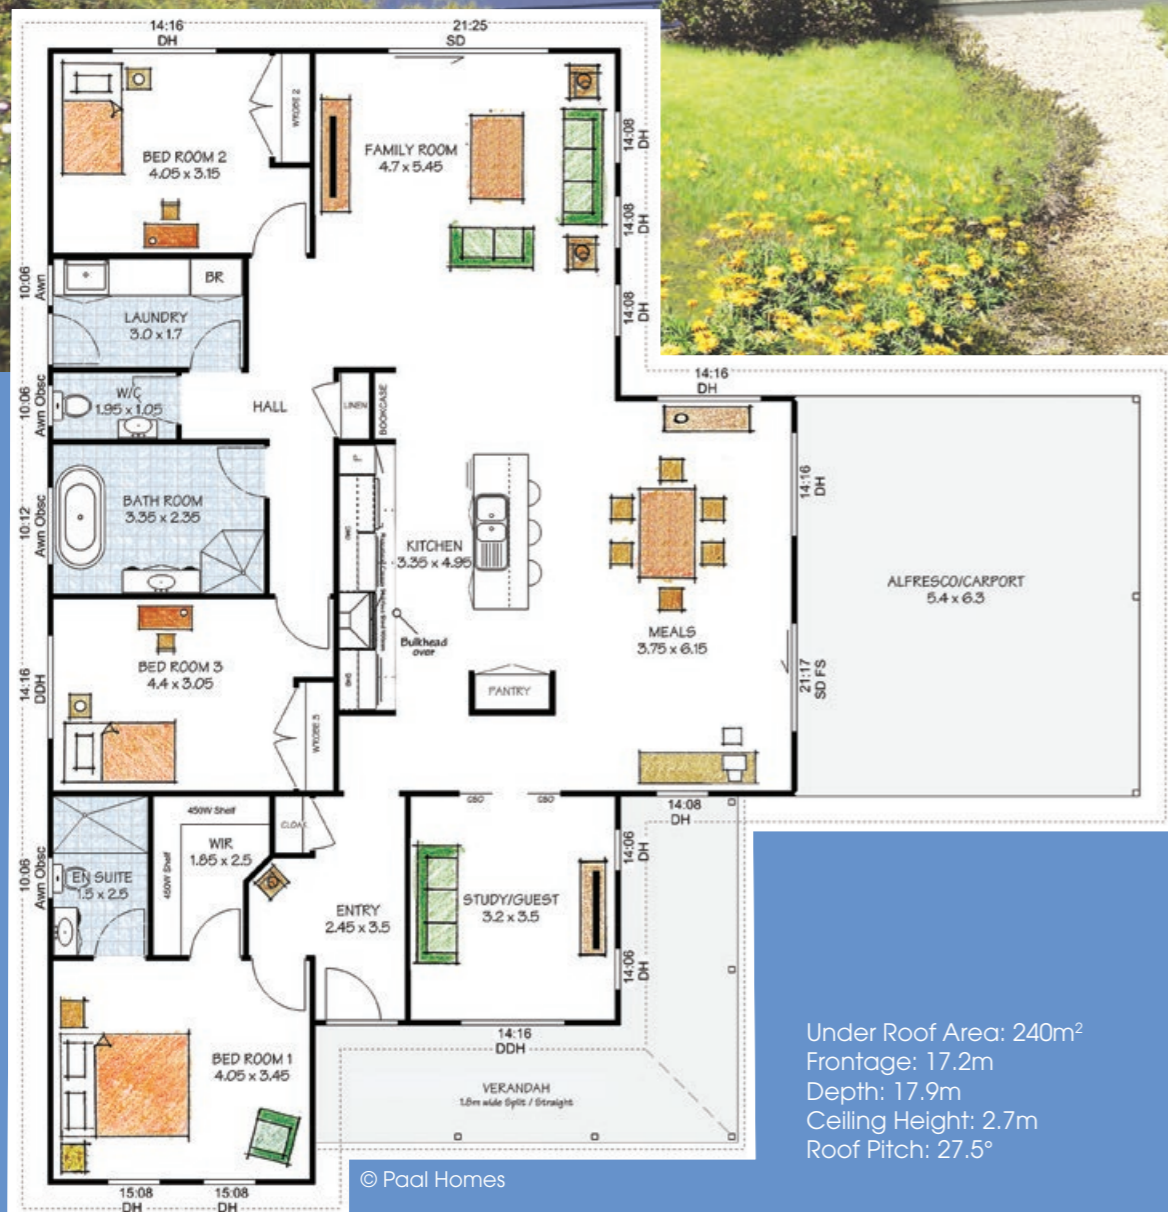 14:16
DH
21:25
SD
BED ROOM 2
4.05 x 3.15
W'ROBE 2
FAMILY ROOM
4.7 x 5.45
14:08
DH
14:08
DH
14:08
DH
10:06
Awn
BR
LAUNDRY
3.0 x 1.7
10:06
Awn Obsc
W/C
1.95 x 1.05
HALL
LINEN
BOOKCASE
14:16
DH
10:12
Awn Obsc
BATH ROOM
3.35 x 2.35
KITCHEN
3.35 x 4.95
14:16
DH
ALFRESCO/CARPORT
5.4 x 6.3
Bulkhead
over
MEALS
3.75 x 6.15
14:16
DDH
BED ROOM 3
4.4 x 3.05
W'ROBE 3
PANTRY
21:17
SD FS
450W Shelf
450W Shelf
WIR
1.85 x 2.5
CLOAK
CSO
CSO
14:08
DH
14:06
DH
10:06
Awn Obsc
EN SUITE
1.5 x 2.5
ENTRY
2.45 x 3.5
STUDY/GUEST
3.2 x 3.5
14:06
DH
14:16
DDH
BED ROOM 1
4.05 x 3.45
VERANDAH
1.8m wide Split / Straight
15:08
DH
15:08
DH
© Paal Homes
Under Roof Area: 240m²
Frontage: 17.2m
Depth: 17.9m
Ceiling Height: 2.7m
Roof Pitch: 27.5°